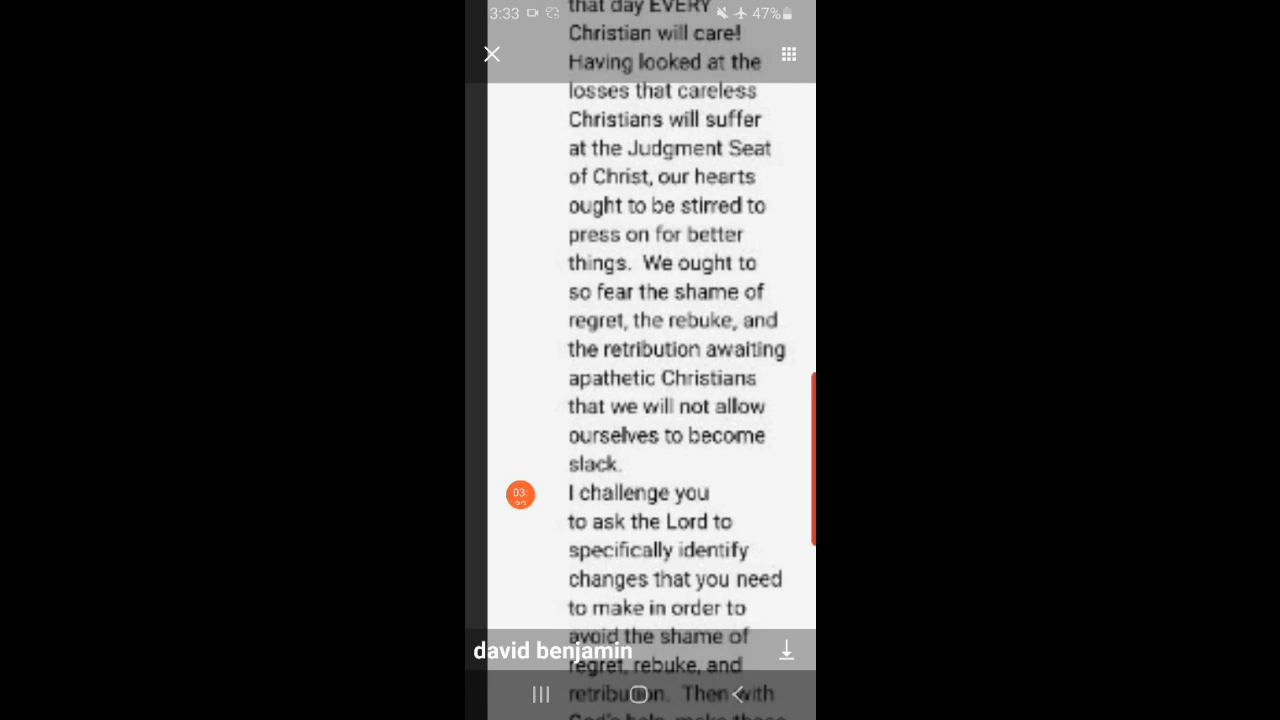 that day EVERY
3:33
47%
Christian will care!
Having looked at the
losses that careless
Christians will suffer
at the Judgment Seat
of Christ, our hearts
ought to be stirred to
press on for better
things. We ought to
so fear the shame of
regret, the rebuke, and
the retribution awaiting
apathetic Christians
that we will not allow
ourselves to become
slack.
I challenge you
03:
to ask the Lord to
specifically identify
changes that you need
to make in order to
avoid the shame of
david benjamin
regret, rebuke, and
retribution. Then with